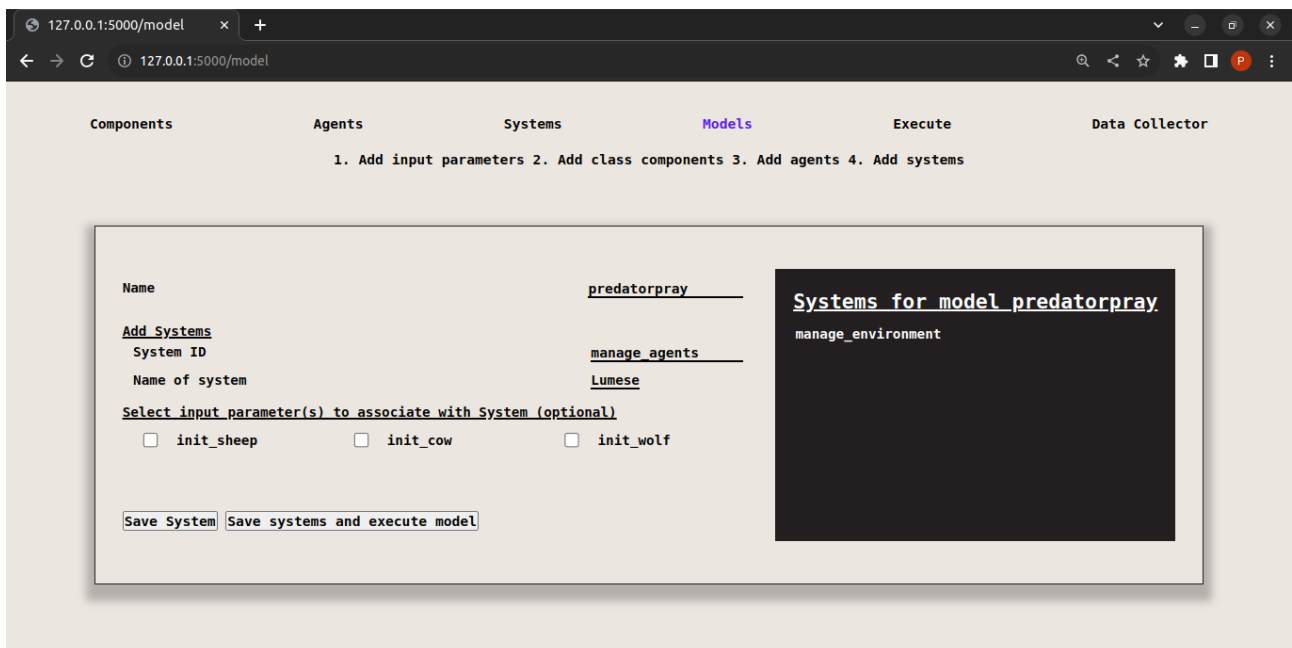 127.0.0.1:5000/model
127.0.0.1:5000/model
P
Components Agents Systems Models Execute Data Collector
1. Add input parameters 2. Add class components 3. Add agents 4. Add systems
Name predatorpray
Add Systems
System ID manage_agents
Name of system Lumese
Select input parameter(s) to associate with System (optional)
init_sheep init_cow init_wolf
Save System Save systems and execute model
Systems for model predatorpray
manage_environment